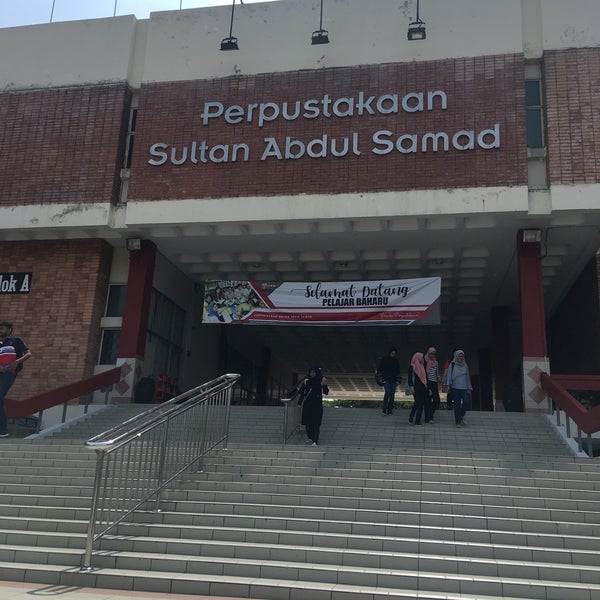 Perpustakaan
Sultan Abdul Samad
lok A
Selamat Datang
PELAJAR BAHARU